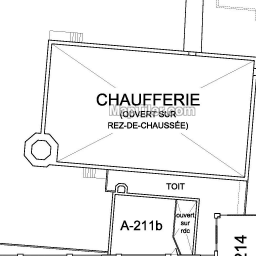 CHAUFFERIE
(OUVERT SUR
REZ-DE-CHAUSSÉE)
TOIT
A-211b
ouvert
sur
rdc
214